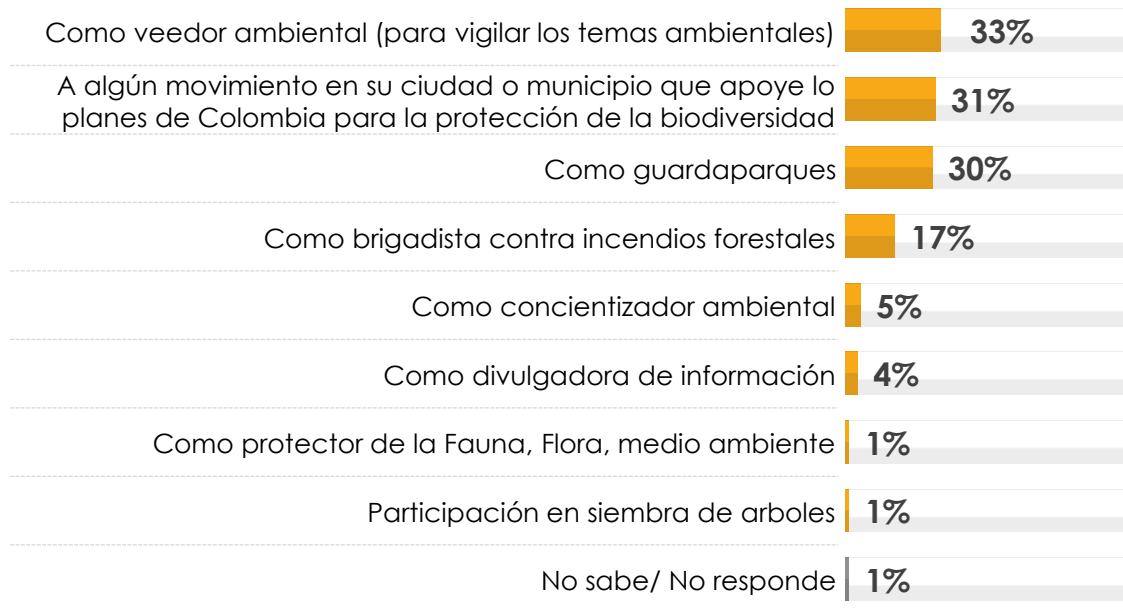 Como veedor ambiental (para vigilar los temas ambientales) 33%
A algún movimiento en su ciudad o municipio que apoye lo
planes de Colombia para la protección de la biodiversidad 31%
Como guardaparques 30%
Como brigadista contra incendios forestales 17%
Como concientizador ambiental 5%
Como divulgadora de información 4%
Como protector de la Fauna, Flora, medio ambiente 1%
Participación en siembra de arboles 1%
No sabe/ No responde 1%